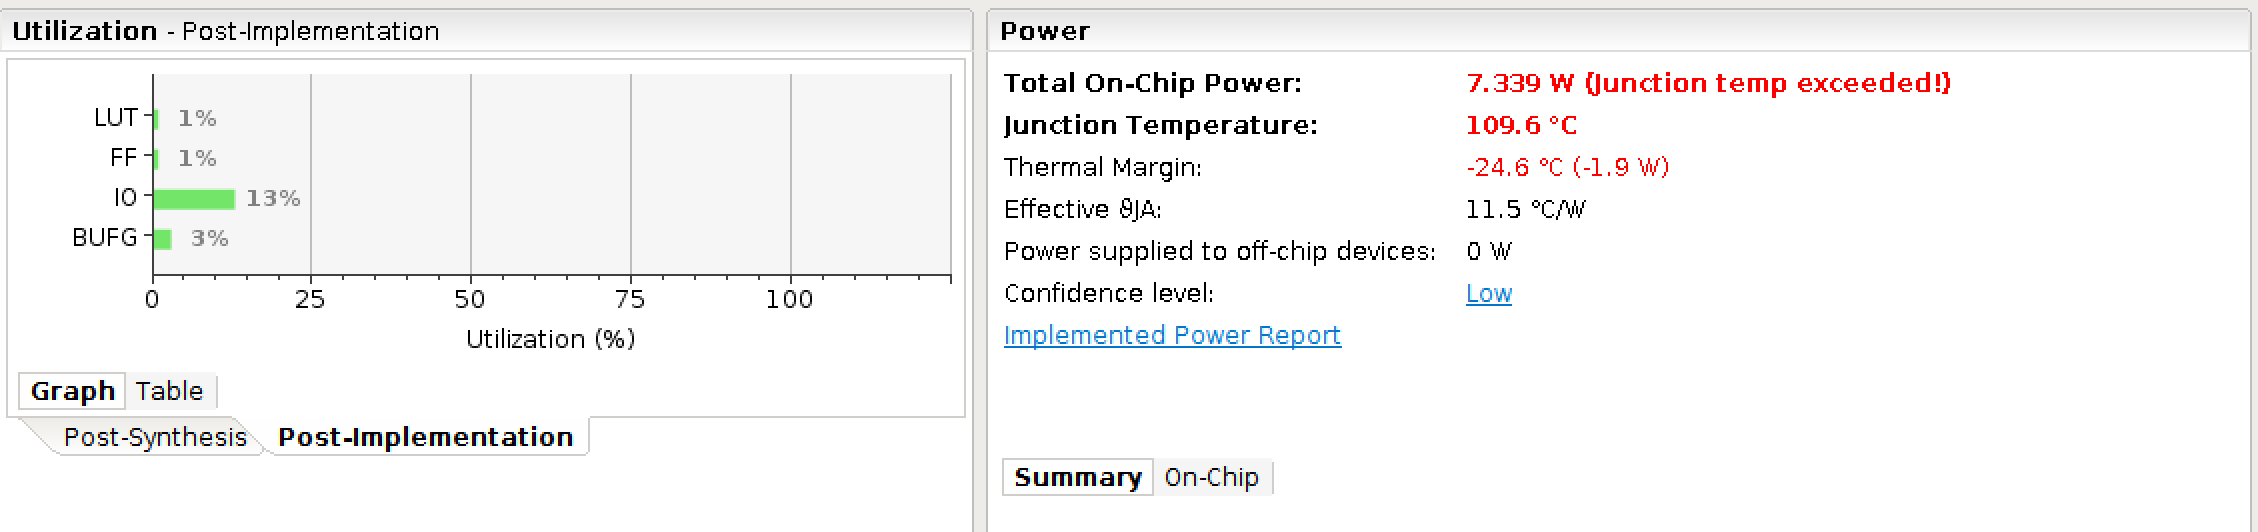 Utilization - Post-Implementation
LUT 1%
FF 1%
IO 13%
BUFG 3%
0 25 50 75 100
Utilization (%)
Graph Table
Post-Synthesis Post-Implementation
Power
Total On-Chip Power: 7.339 W (Junction temp exceeded!)
Junction Temperature: 109.6 °C
Thermal Margin: -24.6 °C (-1.9 W)
Effective ϑJA: 11.5 °C/W
Power supplied to off-chip devices: 0 W
Confidence level: Low
Implemented Power Report
Summary On-Chip